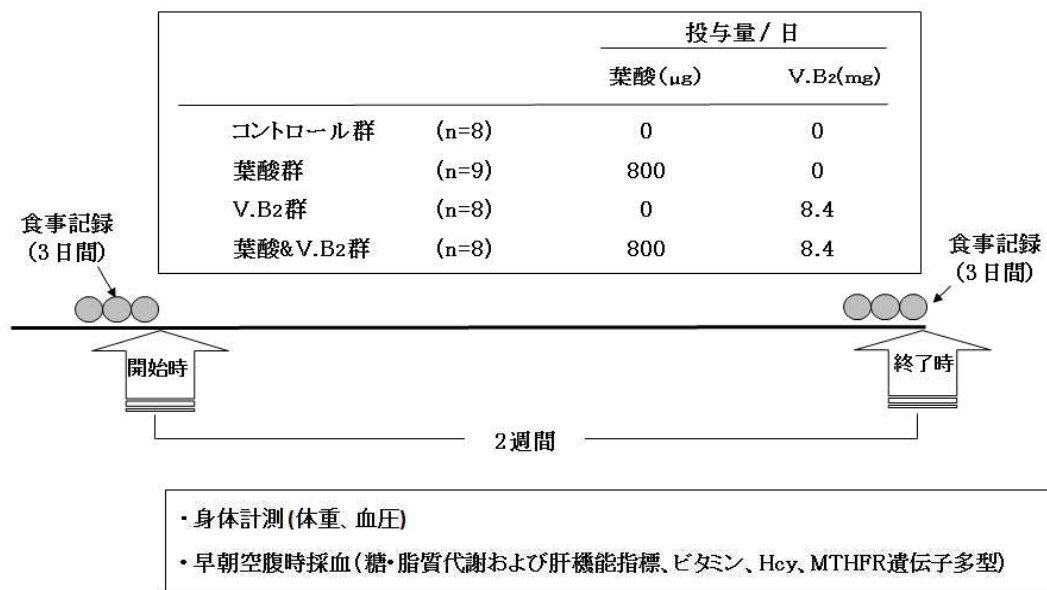 投与量/ 日
葉酸(μg) V.B₂(mg)
コントロール群 (n=8) 0 0
葉酸群 (n=9) 800 0
V.B₂群 (n=8) 0 8.4
葉酸&V.B₂群 (n=8) 800 8.4
食事記録
(3日間)
食事記録
(3日間)
開始時
終了時
2週間
・身体計測(体重、血圧)
・早朝空腹時採血(糖・脂質代謝および肝機能指標、ビタミン、Hcy、MTHFR遺伝子多型)